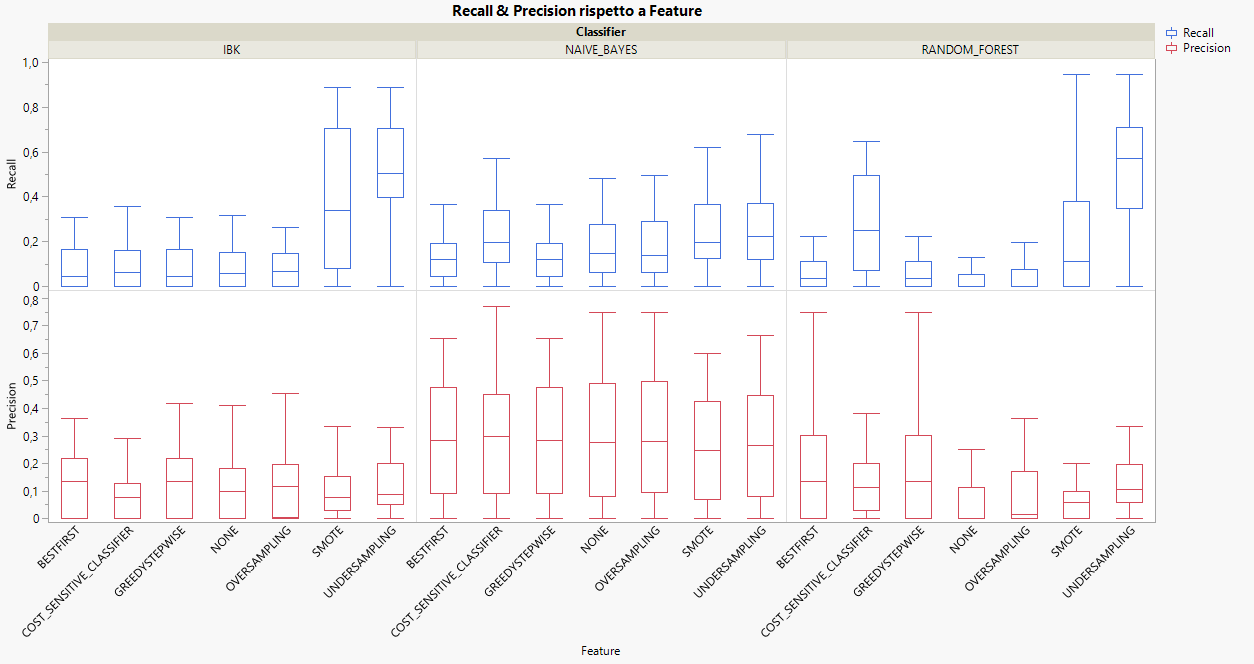 Recall & Precision rispetto a Feature
Classifier
IBK NAIVE_BAYES RANDOM_FOREST
Recall
Precision
Recall
1,0
0,8
0,6
0,4
0,2
0
Precision
0,8
0,7
0,6
0,5
0,4
0,3
0,2
0,1
0
BESTFIRST
COST_SENSITIVE_CLASSIFIER
GREEDYSTEPWISE
NONE
OVERSAMPLING
SMOTE
UNDERSAMPLING
BESTFIRST
COST_SENSITIVE_CLASSIFIER
GREEDYSTEPWISE
NONE
OVERSAMPLING
SMOTE
UNDERSAMPLING
BESTFIRST
COST_SENSITIVE_CLASSIFIER
GREEDYSTEPWISE
NONE
OVERSAMPLING
SMOTE
UNDERSAMPLING
Feature